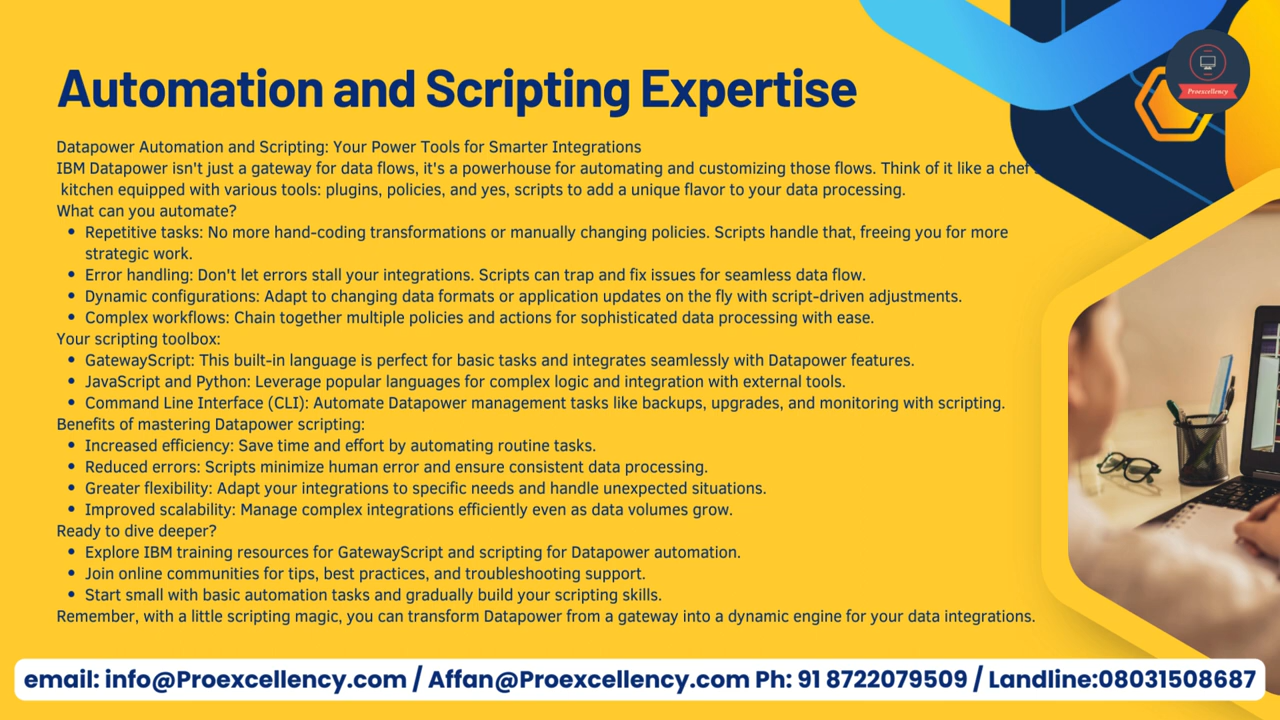 Proexcellency
Automation and Scripting Expertise
Datapower Automation and Scripting: Your Power Tools for Smarter Integrations
IBM Datapower isn't just a gateway for data flows, it's a powerhouse for automating and customizing those flows. Think of it like a
kitchen equipped with various tools: plugins, policies, and yes, scripts to add a unique flavor to your data processing.
What can you automate?
• Repetitive tasks: No more hand-coding transformations or manually changing policies. Scripts handle that, freeing you for more
strategic work.
• Error handling: Don't let errors stall your integrations. Scripts can trap and fix issues for seamless data flow.
• Dynamic configurations: Adapt to changing data formats or application updates on the fly with script-driven adjustments.
• Complex workflows: Chain together multiple policies and actions for sophisticated data processing with ease.
Your scripting toolbox:
• GatewayScript: This built-in language is perfect for basic tasks and integrates seamlessly with Datapower features.
• JavaScript and Python: Leverage popular languages for complex logic and integration with external tools.
• Command Line Interface (CLI): Automate Datapower management tasks like backups, upgrades, and monitoring with scripting.
Benefits of mastering Datapower scripting:
• Increased efficiency: Save time and effort by automating routine tasks.
• Reduced errors: Scripts minimize human error and ensure consistent data processing.
• Greater flexibility: Adapt your integrations to specific needs and handle unexpected situations.
• Improved scalability: Manage complex integrations efficiently even as data volumes grow.
Ready to dive deeper?
• Explore IBM training resources for GatewayScript and scripting for Datapower automation.
• Join online communities for tips, best practices, and troubleshooting support.
• Start small with basic automation tasks and gradually build your scripting skills.
Remember, with a little scripting magic, you can transform Datapower from a gateway into a dynamic engine for your data integrations.
email: info@Proexcellency.com / Affan@Proexcellency.com Ph: 91 8722079509 / Landline:08031508687